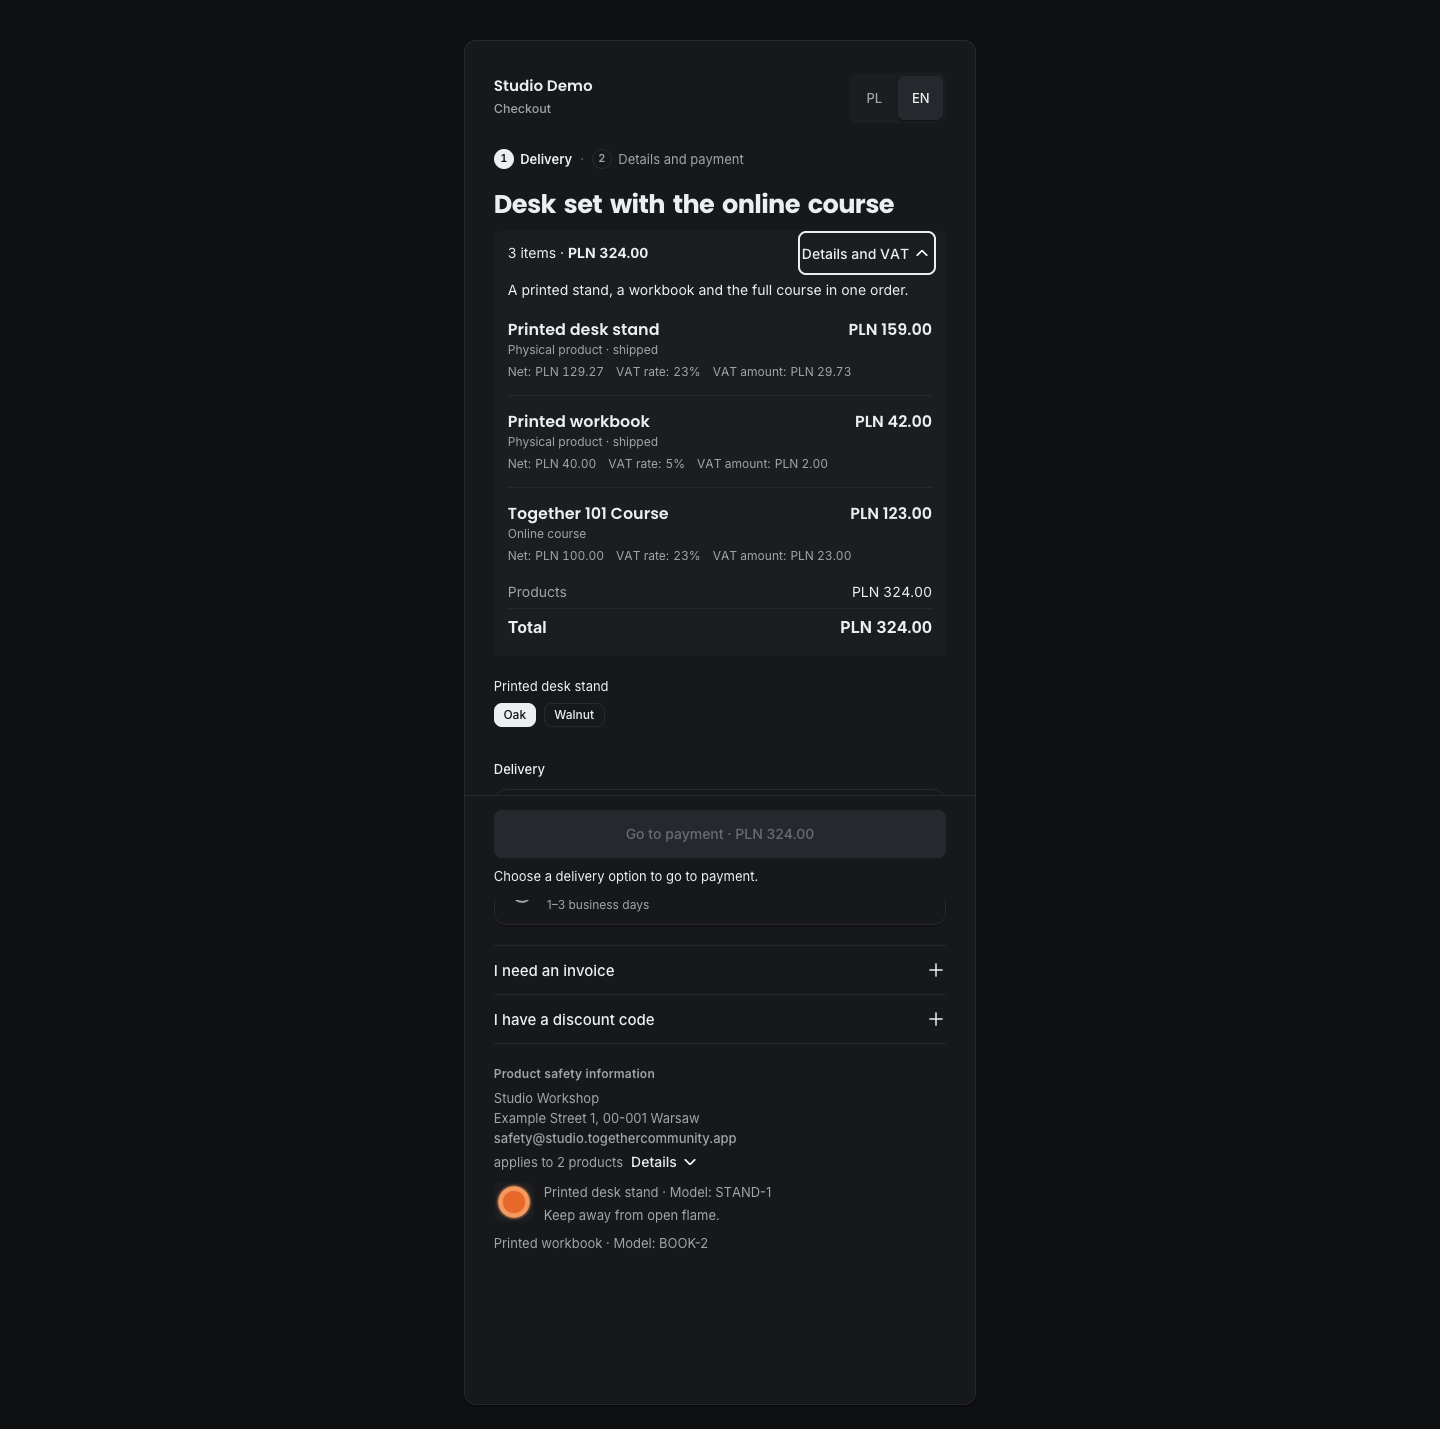 Studio Demo
Checkout
PL EN
1 Delivery · 2 Details and payment
Desk set with the online course
3 items · PLN 324.00 Details and VAT
A printed stand, a workbook and the full course in one order.
Printed desk stand PLN 159.00
Physical product · shipped
Net: PLN 129.27 VAT rate: 23% VAT amount: PLN 29.73
Printed workbook PLN 42.00
Physical product · shipped
Net: PLN 40.00 VAT rate: 5% VAT amount: PLN 2.00
Together 101 Course PLN 123.00
Online course
Net: PLN 100.00 VAT rate: 23% VAT amount: PLN 23.00
Products PLN 324.00
Total PLN 324.00
Printed desk stand
Oak Walnut
Delivery
Go to payment · PLN 324.00
Choose a delivery option to go to payment.
1–3 business days
I need an invoice
I have a discount code
Product safety information
Studio Workshop
Example Street 1, 00-001 Warsaw
safety@studio.togethercommunity.app
applies to 2 products Details
Printed desk stand · Model: STAND-1
Keep away from open flame.
Printed workbook · Model: BOOK-2